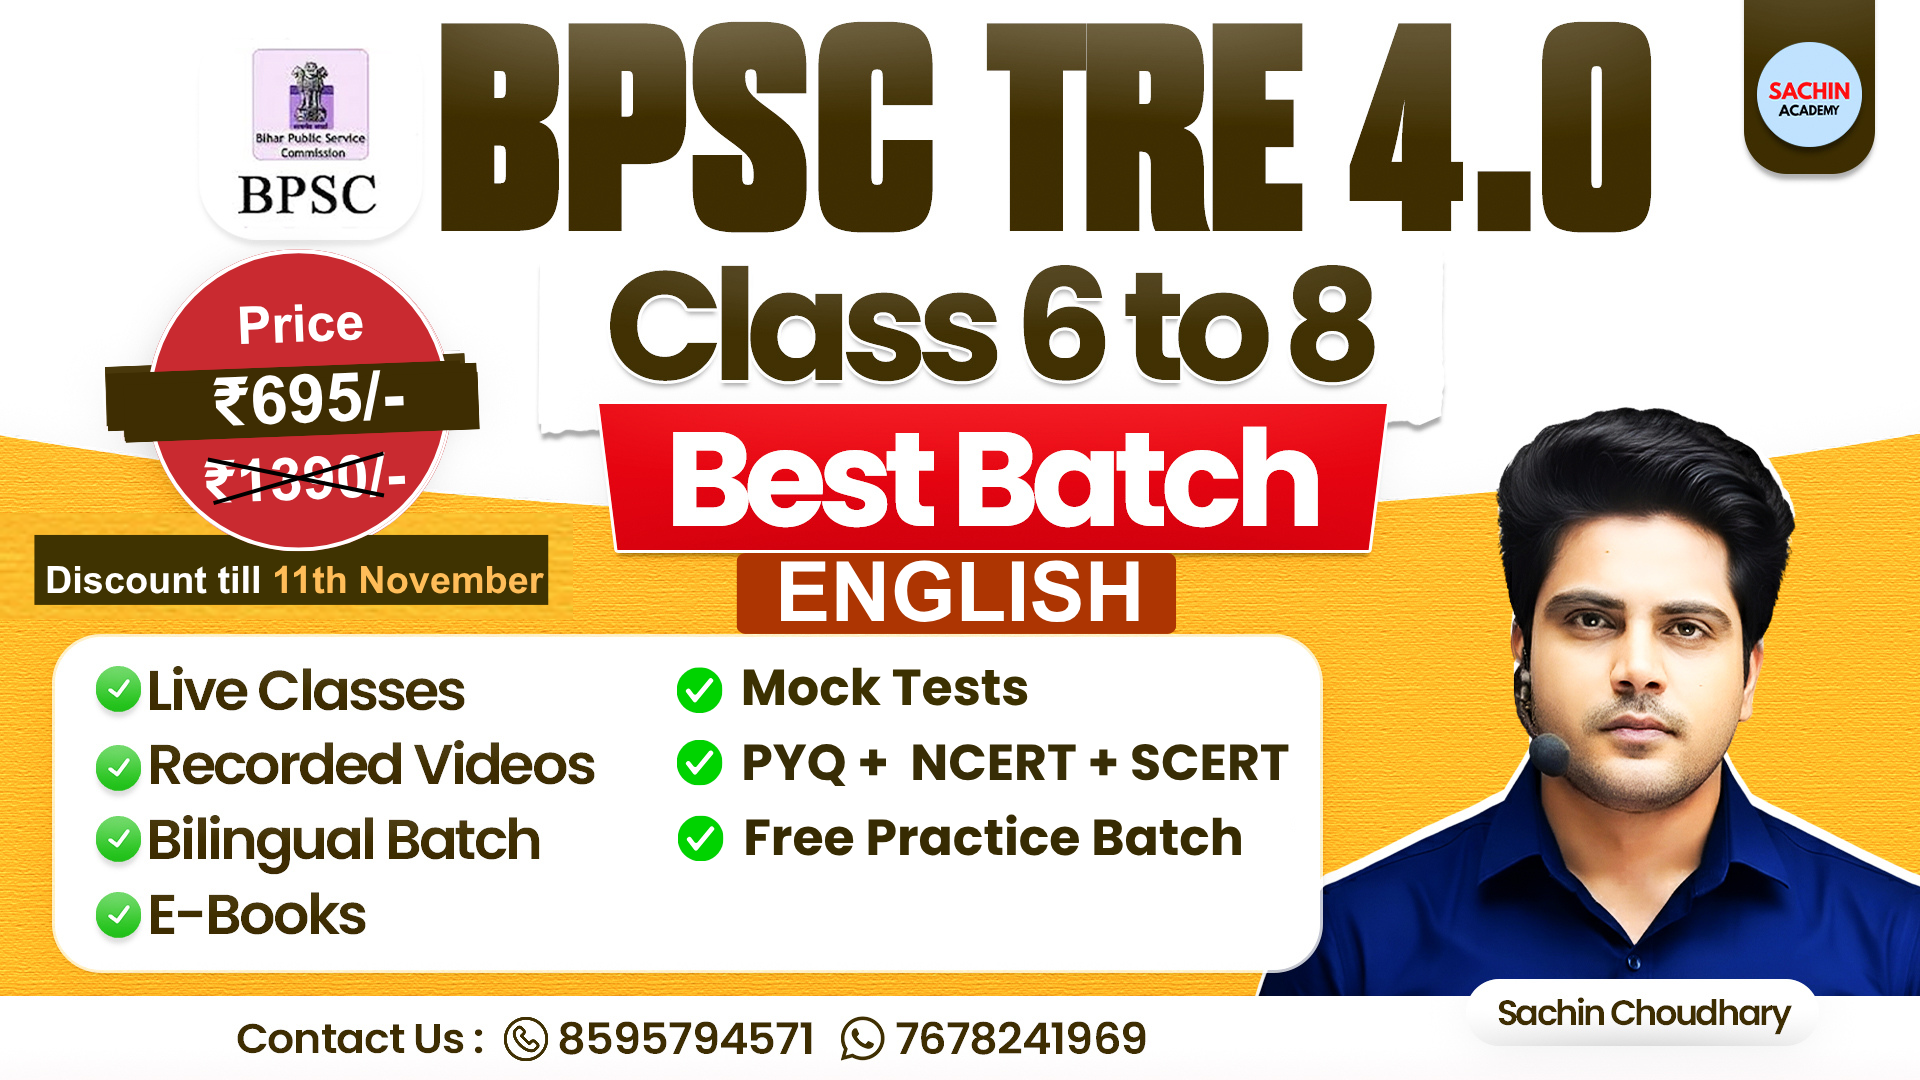 Bihar Public Service
Commission
BPSC
BPSC TRE 4.0
SACHIN
ACADEMY
Class 6 to 8
Price
₹695/-
₹1390/-
Best Batch
Discount till 11th November
ENGLISH
Live Classes
Recorded Videos
Bilingual Batch
E-Books
Mock Tests
PYQ + NCERT + SCERT
Free Practice Batch
Sachin Choudhary
Contact Us : 8595794571 7678241969